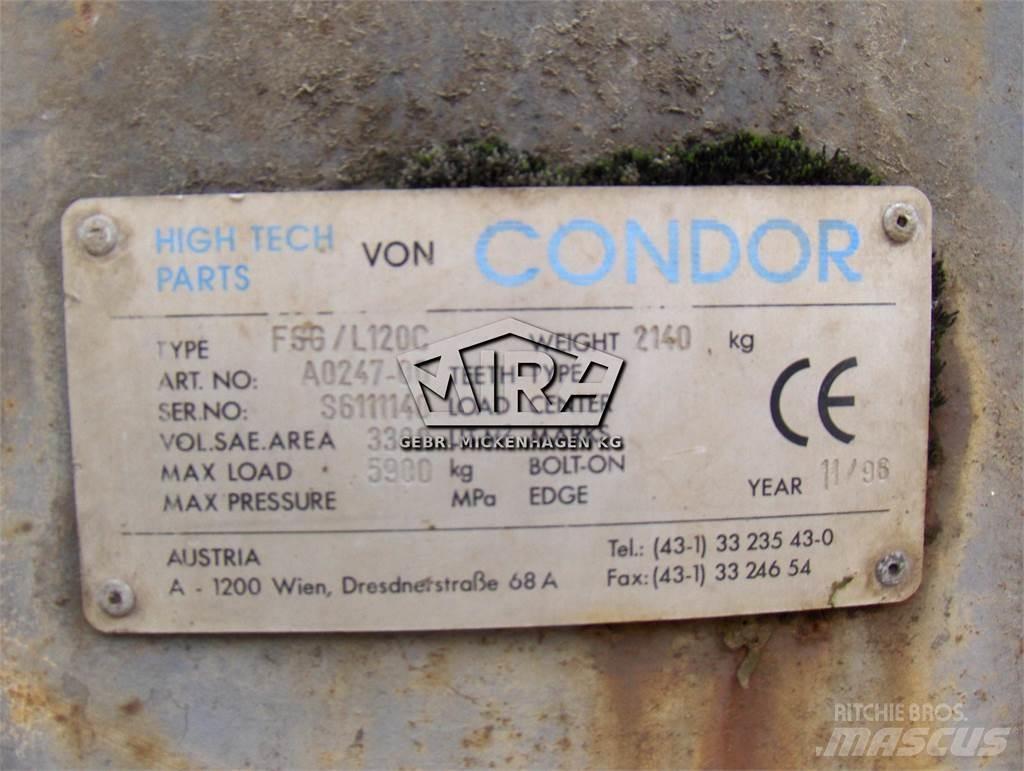 HIGH TECH PARTS VON CONDOR
TYPE FSG/L120C WEIGHT 2140 kg
ART. NO: TEETH TYPE
SER.NO: LOAD CENTER
VOL.SAE.AREA
MAX LOAD 5900 kg BOLT-ON
MAX PRESSURE MPa EDGE
CE
YEAR 11/96
AUSTRIA
A - 1200 Wien, Dresdnerstraße 68 A
Tel.: (43-1) 33 235 43-0
Fax: (43-1) 33 246 54
MIRA
GEBR. MICKENHAGEN KG
RITCHIE BROS.
MASCUS